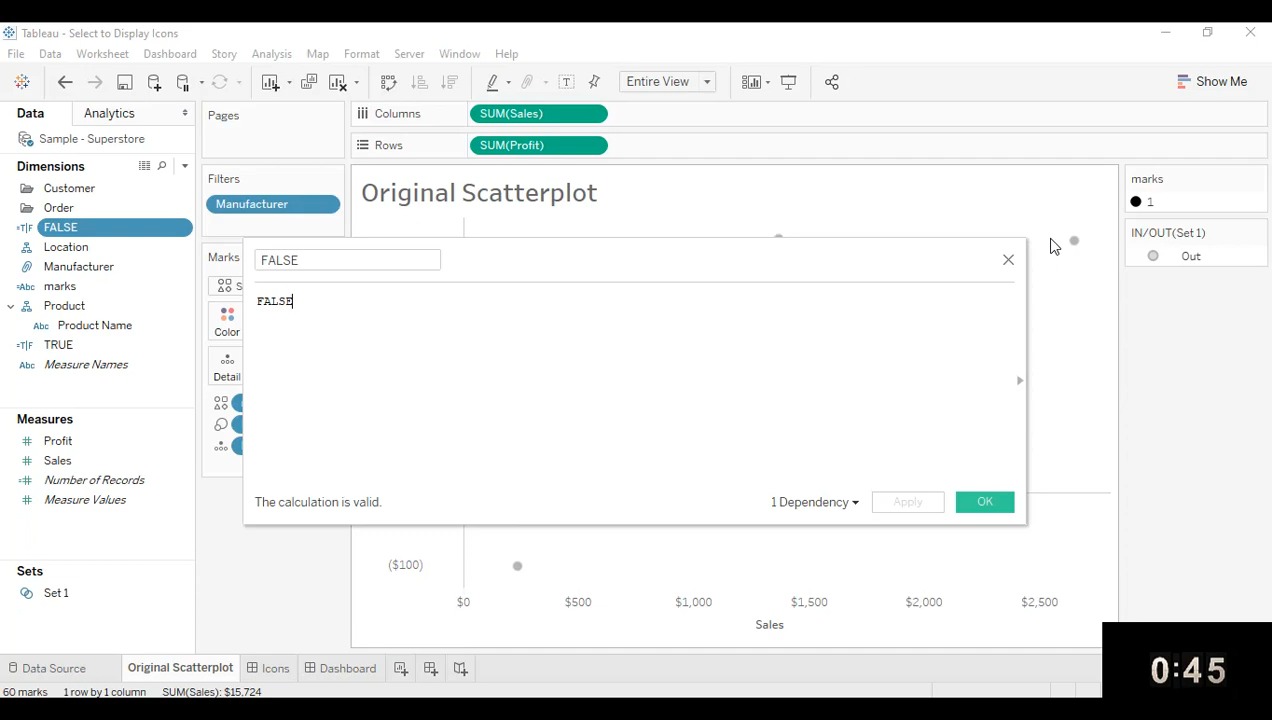 Tableau - Select to Display Icons
File Data Worksheet Dashboard Story Analysis Map Format Server Window Help
Entire View
Show Me
Data Analytics
Sample - Superstore
Dimensions
Customer
Order
FALSE
Location
Manufacturer
Abc marks
Product
Abc Product Name
TRUE
Abc Measure Names
Measures
Profit
Sales
Number of Records
Measure Values
Sets
Set 1
Pages
Filters
Manufacturer
Marks
Color
Detail
Columns SUM(Sales)
Rows SUM(Profit)
Original Scatterplot
FALSE
FALSE
The calculation is valid.
1 Dependency Apply OK
($100)
$0 $500 $1,000 $1,500 $2,000 $2,500
Sales
marks
1
IN/OUT(Set 1)
Out
Data Source Original Scatterplot Icons Dashboard
60 marks 1 row by 1 column SUM(Sales): $15,724
0:45